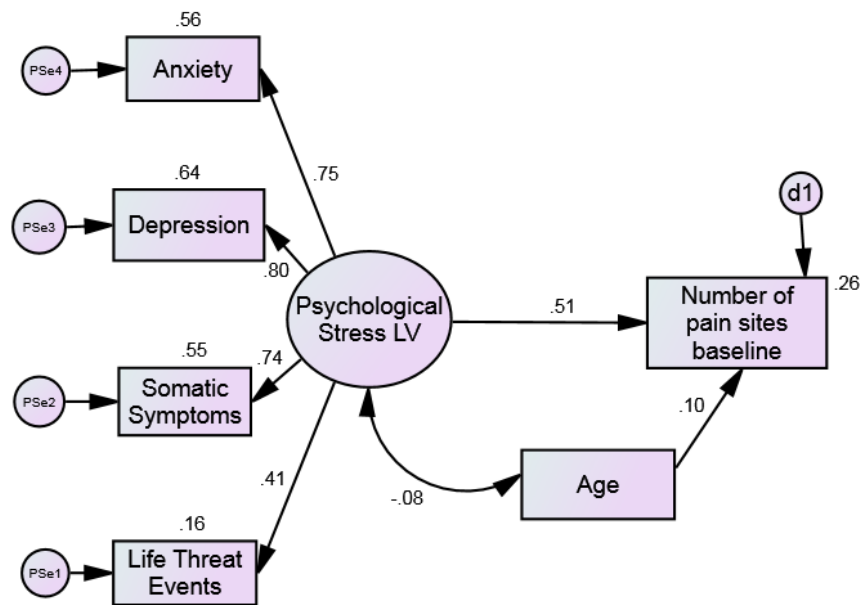 .56
PSe4
Anxiety
.75
.64
PSe3
Depression
.80
d1
Psychological
Stress LV
.51
Number of
pain sites
baseline
.26
.55
PSe2
Somatic
Symptoms
.74
.10
.41
-.08
Age
.16
PSe1
Life Threat
Events